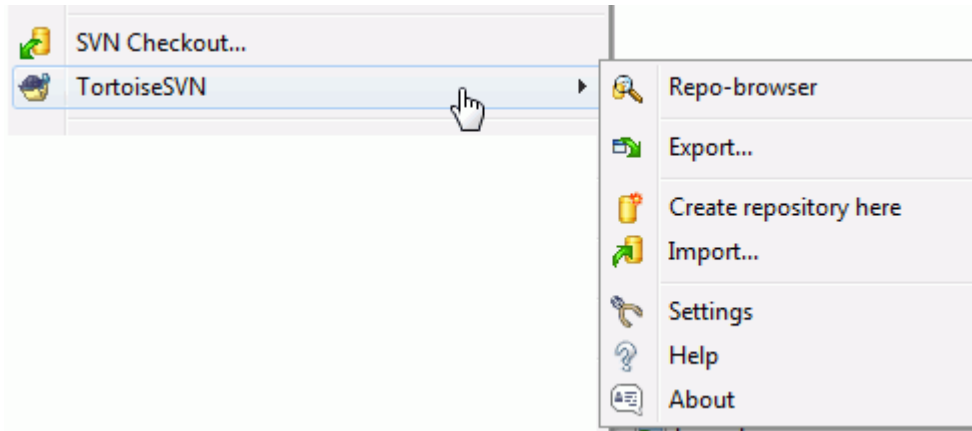 SVN Checkout...
TortoiseSVN
Repo-browser
Export...
Create repository here
Import...
Settings
Help
About